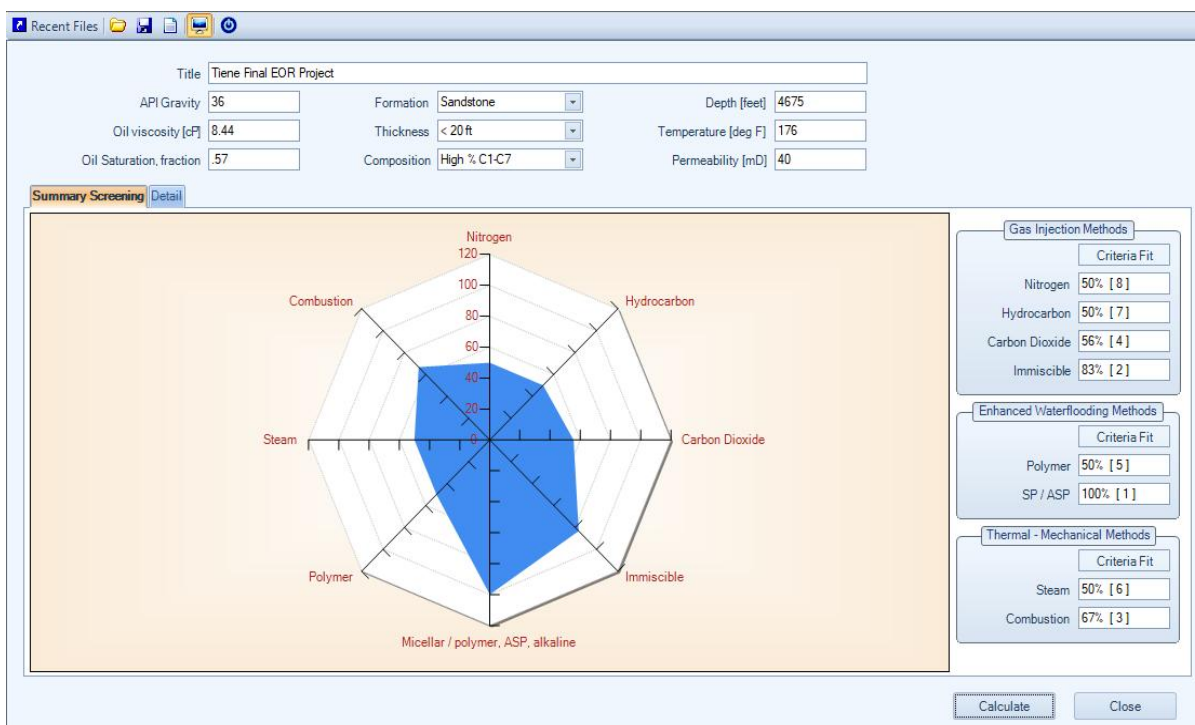 Recent Files
Title Tiene Final EOR Project
API Gravity 36 Formation Sandstone Depth [feet] 4675
Oil viscosity [cP] 8.44 Thickness < 20 ft Temperature [deg F] 176
Oil Saturation, fraction .57 Composition High % C1-C7 Permeability [mD] 40
Summary Screening Detail
Nitrogen
120
100
80
60
40
20
0
Combustion
Hydrocarbon
Steam
Carbon Dioxide
Polymer
Immiscible
Micellar / polymer, ASP, alkaline
Gas Injection Methods
Criteria Fit
Nitrogen 50% [ 8 ]
Hydrocarbon 50% [ 7 ]
Carbon Dioxide 56% [ 4 ]
Immiscible 83% [ 2 ]
Enhanced Waterflooding Methods
Criteria Fit
Polymer 50% [ 5 ]
SP / ASP 100% [ 1 ]
Thermal - Mechanical Methods
Criteria Fit
Steam 50% [ 6 ]
Combustion 67% [ 3 ]
Calculate Close